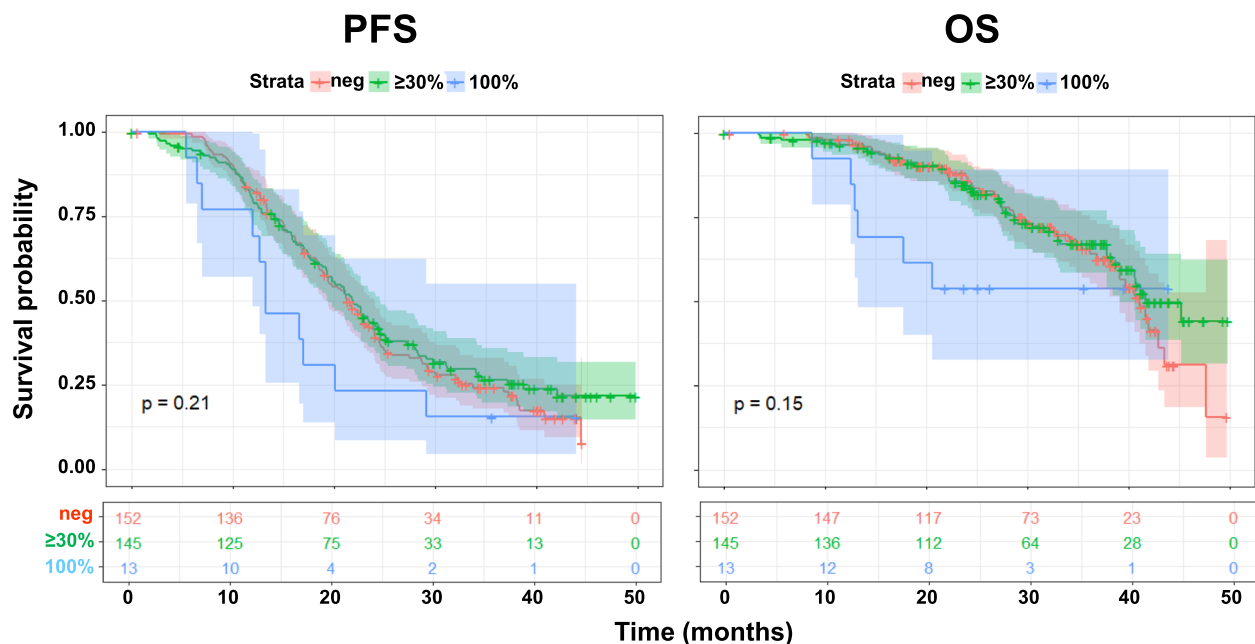 PFS
OS
Strata neg ≥30% 100%
Strata neg ≥30% 100%
Survival probability
1.00
0.75
0.50
0.25
0.00
p = 0.21
p = 0.15
neg 152 136 76 34 11 0
≥30% 145 125 75 33 13 0
100% 13 10 4 2 1 0
152 147 117 73 23 0
145 136 112 64 28 0
13 12 8 3 1 0
0 10 20 30 40 50
0 10 20 30 40 50
Time (months)